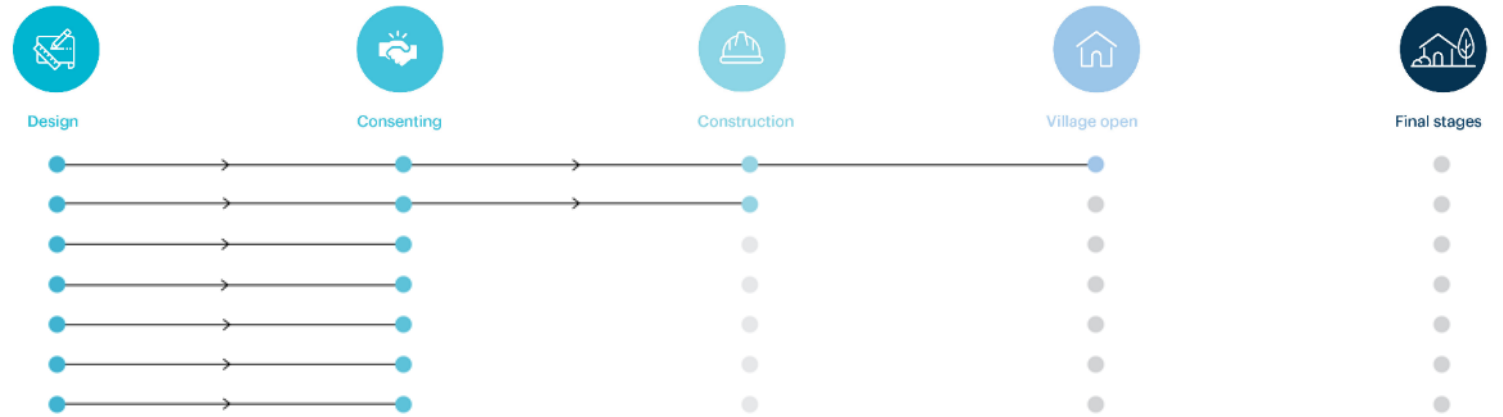 Design
Consenting
Construction
Village open
Final stages